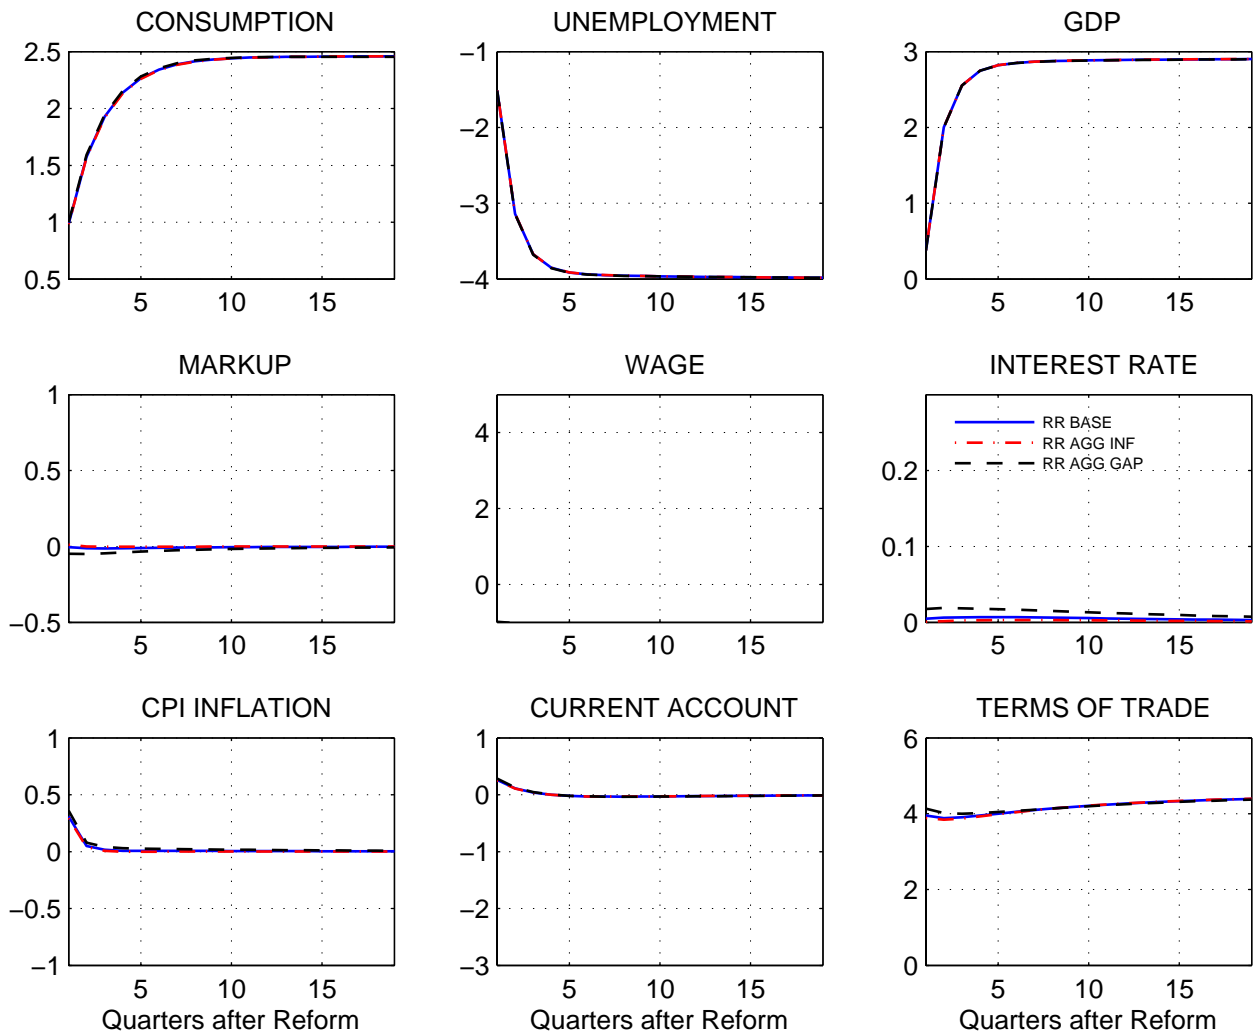 CONSUMPTION UNEMPLOYMENT GDP
2.5 −1 3
2 −2 2
1.5
1 −3 1
0.5 −4 0
5 10 15 5 10 15 5 10 15
MARKUP WAGE INTEREST RATE
1
4 RR BASE
0.5 RR AGG INF
2 0.2 RR AGG GAP
0 0.1
0
−0.5 0
5 10 15 5 10 15 5 10 15
CPI INFLATION CURRENT ACCOUNT TERMS OF TRADE
1 1 6
0.5 0 4
0 −1
−0.5 −2 2
−1 −3 0
5 10 15 5 10 15 5 10 15
Quarters after Reform Quarters after Reform Quarters after Reform